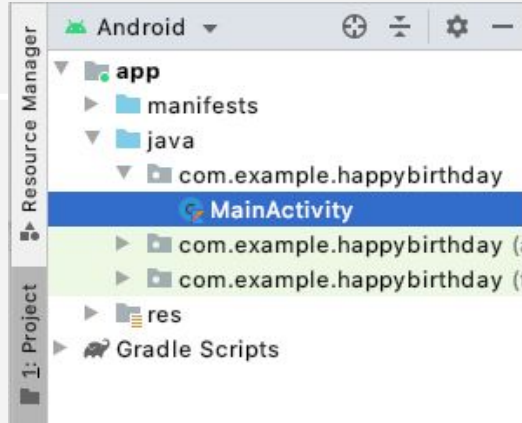 Resource Manager
1: Project
Android
app
manifests
java
com.example.happybirthday
MainActivity
com.example.happybirthday (
com.example.happybirthday (
res
Gradle Scripts